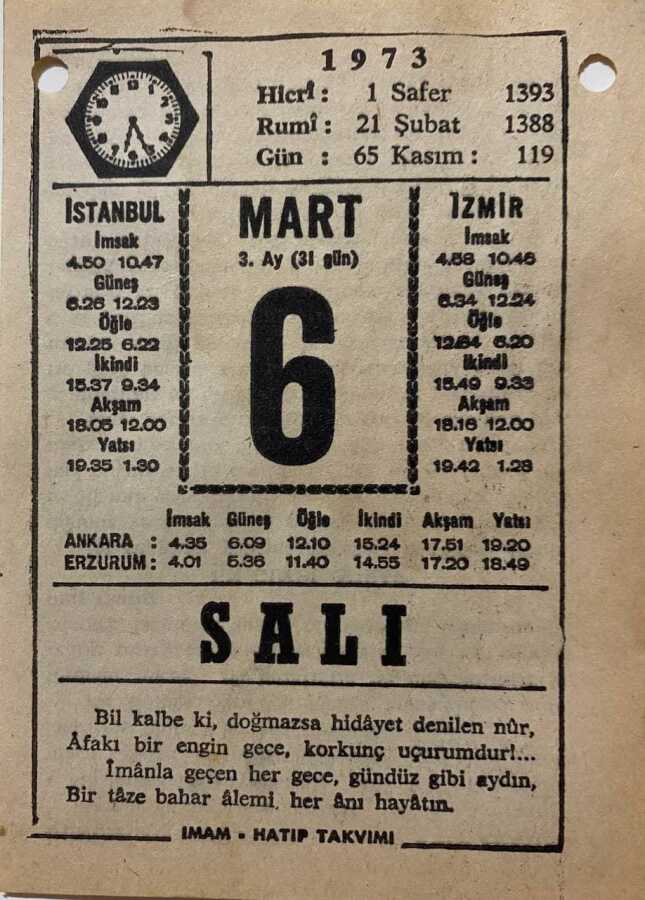 1973
Hicrî : 1 Safer 1393
Rumî : 21 Şubat 1388
Gün : 65 Kasım : 119
İSTANBUL
İmsak
4.50 10.47
Güneş
6.26 12.23
Öğle
12.25 6.22
İkindi
15.37 9.34
Akşam
18.05 12.00
Yatsı
19.35 1.30
MART
3. Ay (31 gün)
6
İZMİR
İmsak
4.58 10.46
Güneş
6.34 12.24
Öğle
6.20
İkindi
15.49 9.33
Akşam
18.16 12.00
Yatsı
19.42 1.28
İmsak Güneş Öğle İkindi Akşam Yatsı
ANKARA : 4.35 6.09 12.10 15.24 17.51 19.20
ERZURUM : 4.01 5.36 11.40 14.55 17.20 18.49
SALI
Bil kalbe ki, doğmazsa hidâyet denilen nûr,
Âfakı bir engin gece, korkunç uçurumdur!...
Îmânla geçen her gece, gündüz gibi aydın,
Bir tâze bahar âlemi, her ânı hayâtın.
IMAM - HATIP TAKVIMI